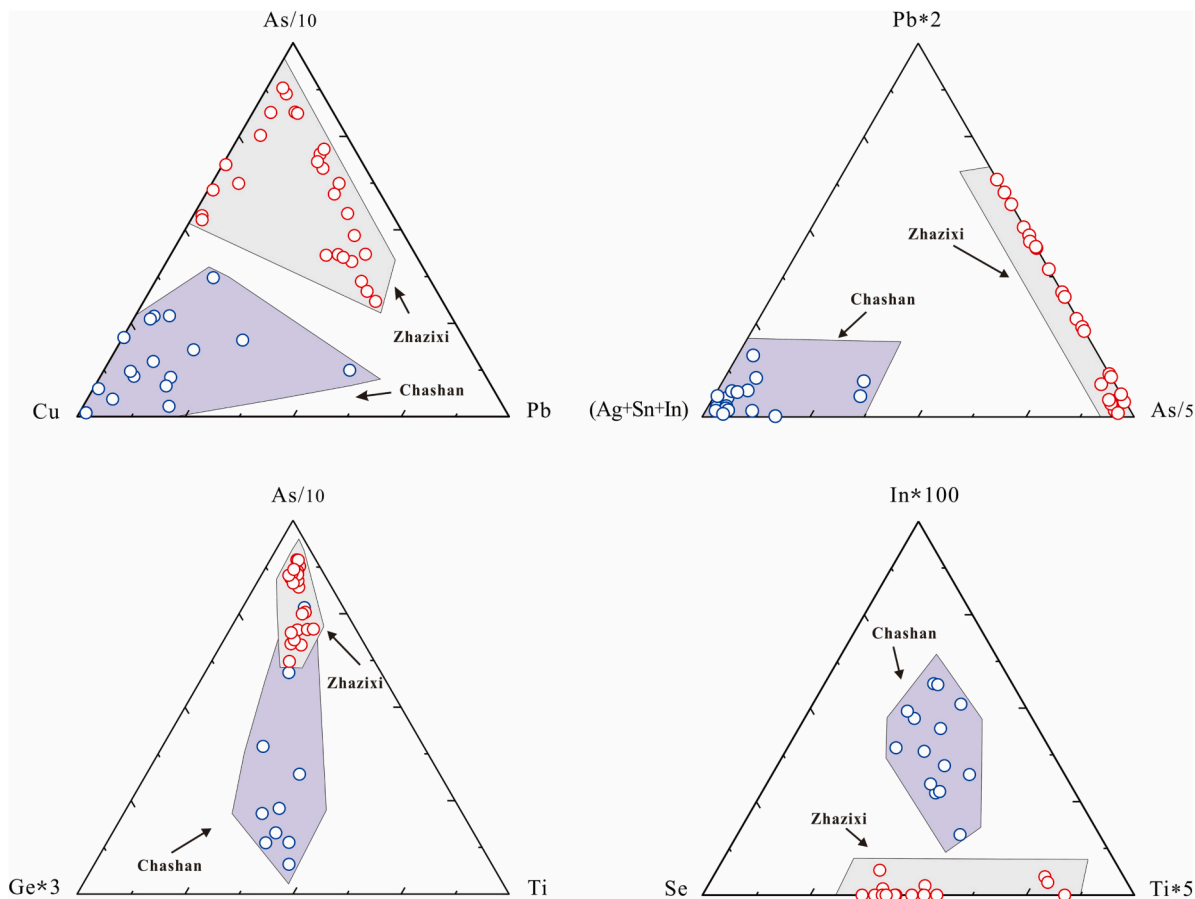 As/10
Zhazixi
Chashan
Cu
Pb
Pb*2
Zhazixi
Chashan
(Ag+Sn+In)
As/5
As/10
Zhazixi
Chashan
Ge*3
Ti
In*100
Chashan
Zhazixi
Se
Ti*5